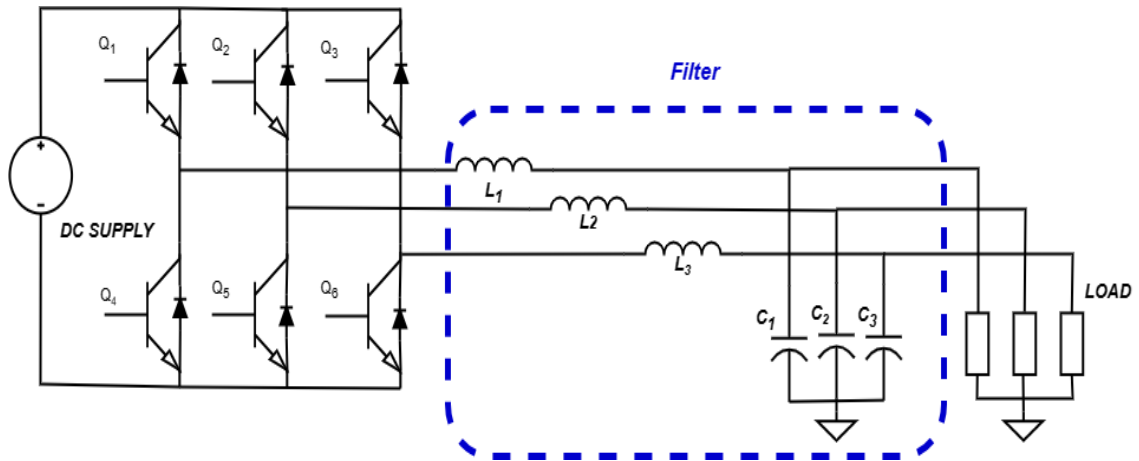 Q1
Q2
Q3
Filter
+
-
DC SUPPLY
L1
L2
L3
Q4
Q5
Q6
C1
C2
C3
LOAD